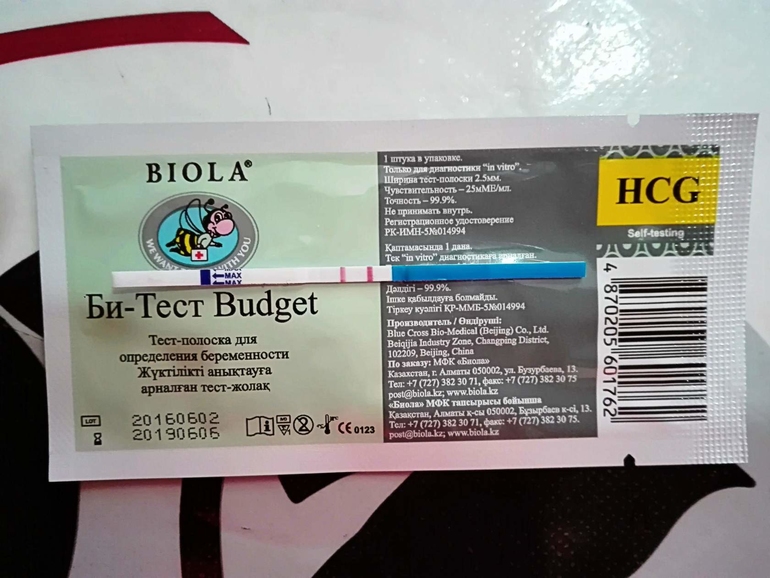 BIOLA®
WE WANT WITH YOU
MAX
MAX
Би-Тест Budget
Тест-полоска для
определения беременности
Жүктілікті анықтауға
арналған тест-жолақ
LOT
20160602
20190606
CE 0123
1 штука в упаковке.
Только для диагностики "in vitro".
Ширина тест-полоски 2.5мм.
Чувствительность – 25мМЕ/мл.
Точность – 99.9%.
Не принимать внутрь.
Регистрационное удостоверение
РК-ИМН-5№014994
Қаптамасында 1 дана.
Тек "in vitro" диагностикаға арналған.
Дәлдігі – 99.9%.
Ішке қабылдауға болмайды.
Тіркеу куәлігі ҚР-ММБ-5№014994
Производитель / Өндіруші:
Blue Cross Bio-Medical (Beijing) Co., Ltd.
Beiqijia Industry Zone, Changping District,
102209, Beijing, China
По заказу: МФК «Биола»
Казахстан, г. Алматы 050002, ул. Бузурбаева, 13.
Тел: +7 (727) 382 30 71, факс: +7 (727) 382 30 75
post@biola.kz; www.biola.kz
«Биола» МФК тапсырысы бойынша
Қазақстан, Алматы қ-сы 050002, Бұзырбаев к-сі, 13.
Тел: +7 (727) 382 30 71, факс: +7 (727) 382 30 75.
post@biola.kz; www.biola.kz
HCG
Self-testing
4 870205 601762